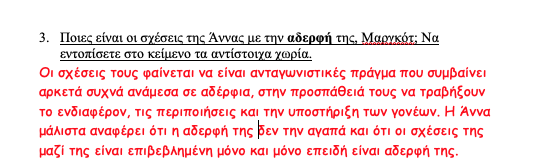 3. Ποιες είναι οι σχέσεις της Άννας με την αδερφή της, Μαργκότ; Να
εντοπίσετε στο κείμενο τα αντίστοιχα χωρία.
Οι σχέσεις τους φαίνεται να είναι ανταγωνιστικές πράγμα που συμβαίνει
αρκετά συχνά ανάμεσα σε αδέρφια, στην προσπάθειά τους να τραβήξουν
το ενδιαφέρον, τις περιποιήσεις και την υποστήριξη των γονέων. Η Άννα
μάλιστα αναφέρει ότι η αδερφή της δεν την αγαπά και ότι οι σχέσεις της
μαζί της είναι επιβεβλημένη μόνο και μόνο επειδή είναι αδερφή της.